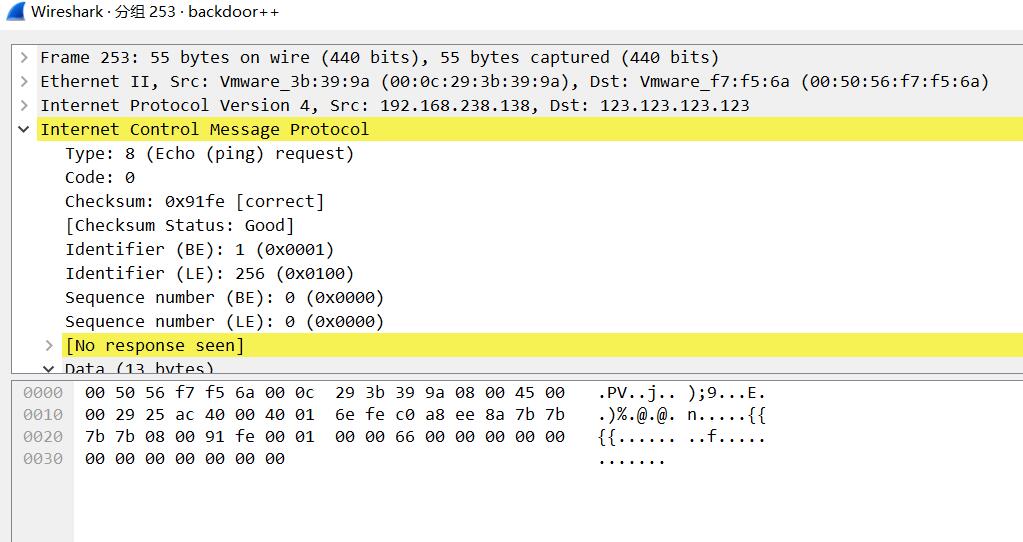 Wireshark · 分组 253 · backdoor++
Frame 253: 55 bytes on wire (440 bits), 55 bytes captured (440 bits)
Ethernet II, Src: Vmware_3b:39:9a (00:0c:29:3b:39:9a), Dst: Vmware_f7:f5:6a (00:50:56:f7:f5:6a)
Internet Protocol Version 4, Src: 192.168.238.138, Dst: 123.123.123.123
Internet Control Message Protocol
Type: 8 (Echo (ping) request)
Code: 0
Checksum: 0x91fe [correct]
[Checksum Status: Good]
Identifier (BE): 1 (0x0001)
Identifier (LE): 256 (0x0100)
Sequence number (BE): 0 (0x0000)
Sequence number (LE): 0 (0x0000)
[No response seen]
Data (13 bytes)
0000 00 50 56 f7 f5 6a 00 0c 29 3b 39 9a 08 00 45 00 .PV..j.. );9...E.
0010 00 29 25 ac 40 00 40 01 6e fe c0 a8 ee 8a 7b 7b .)%.@.@. n.....{{
0020 7b 7b 08 00 91 fe 00 01 00 00 66 00 00 00 00 00 {{...... ..f.....
0030 00 00 00 00 00 00 00 .......